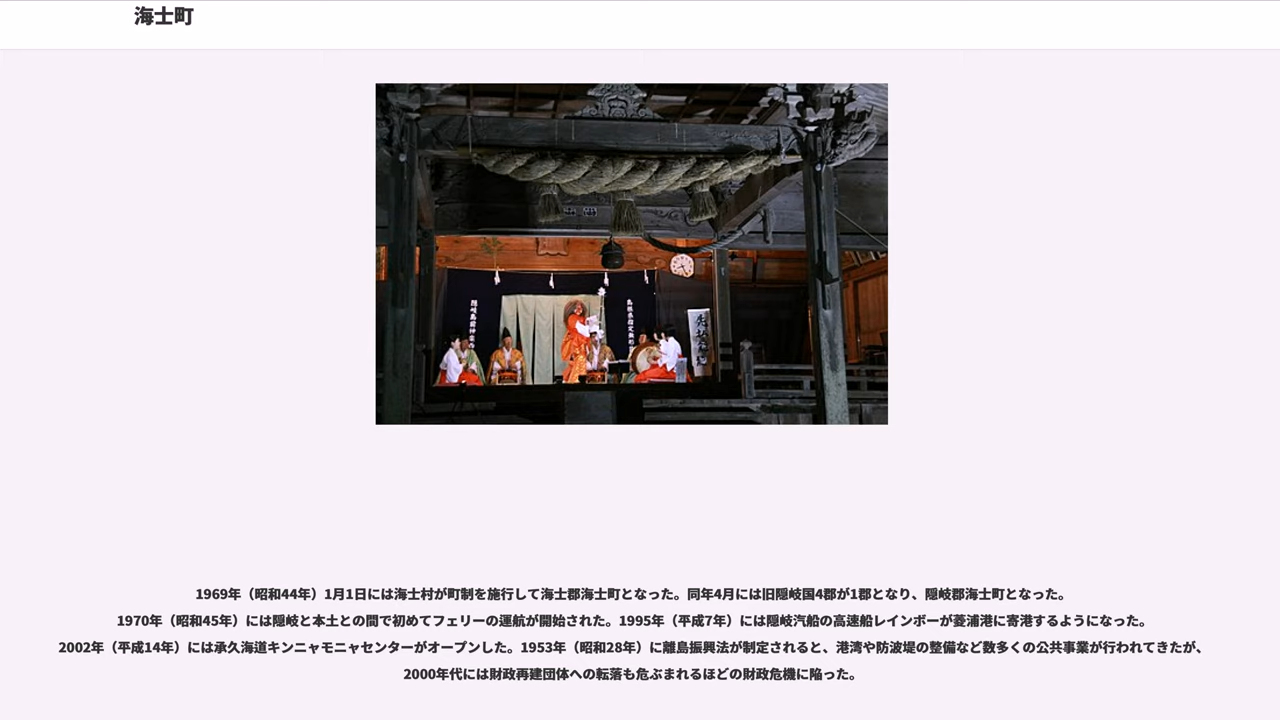 海士町
隠岐島前神楽
1969年（昭和44年）1月1日には海士村が町制を施行して海士郡海士町となった。同年4月には旧隠岐国4郡が1郡となり、隠岐郡海士町となった。
1970年（昭和45年）には隠岐と本土との間で初めてフェリーの運航が開始された。1995年（平成7年）には隠岐汽船の高速船レインボーが菱浦港に寄港するようになった。
2002年（平成14年）には承久海道キンニャモニャセンターがオープンした。1953年（昭和28年）に離島振興法が制定されると、港湾や防波堤の整備など数多くの公共事業が行われてきたが、
2000年代には財政再建団体への転落も危ぶまれるほどの財政危機に陥った。